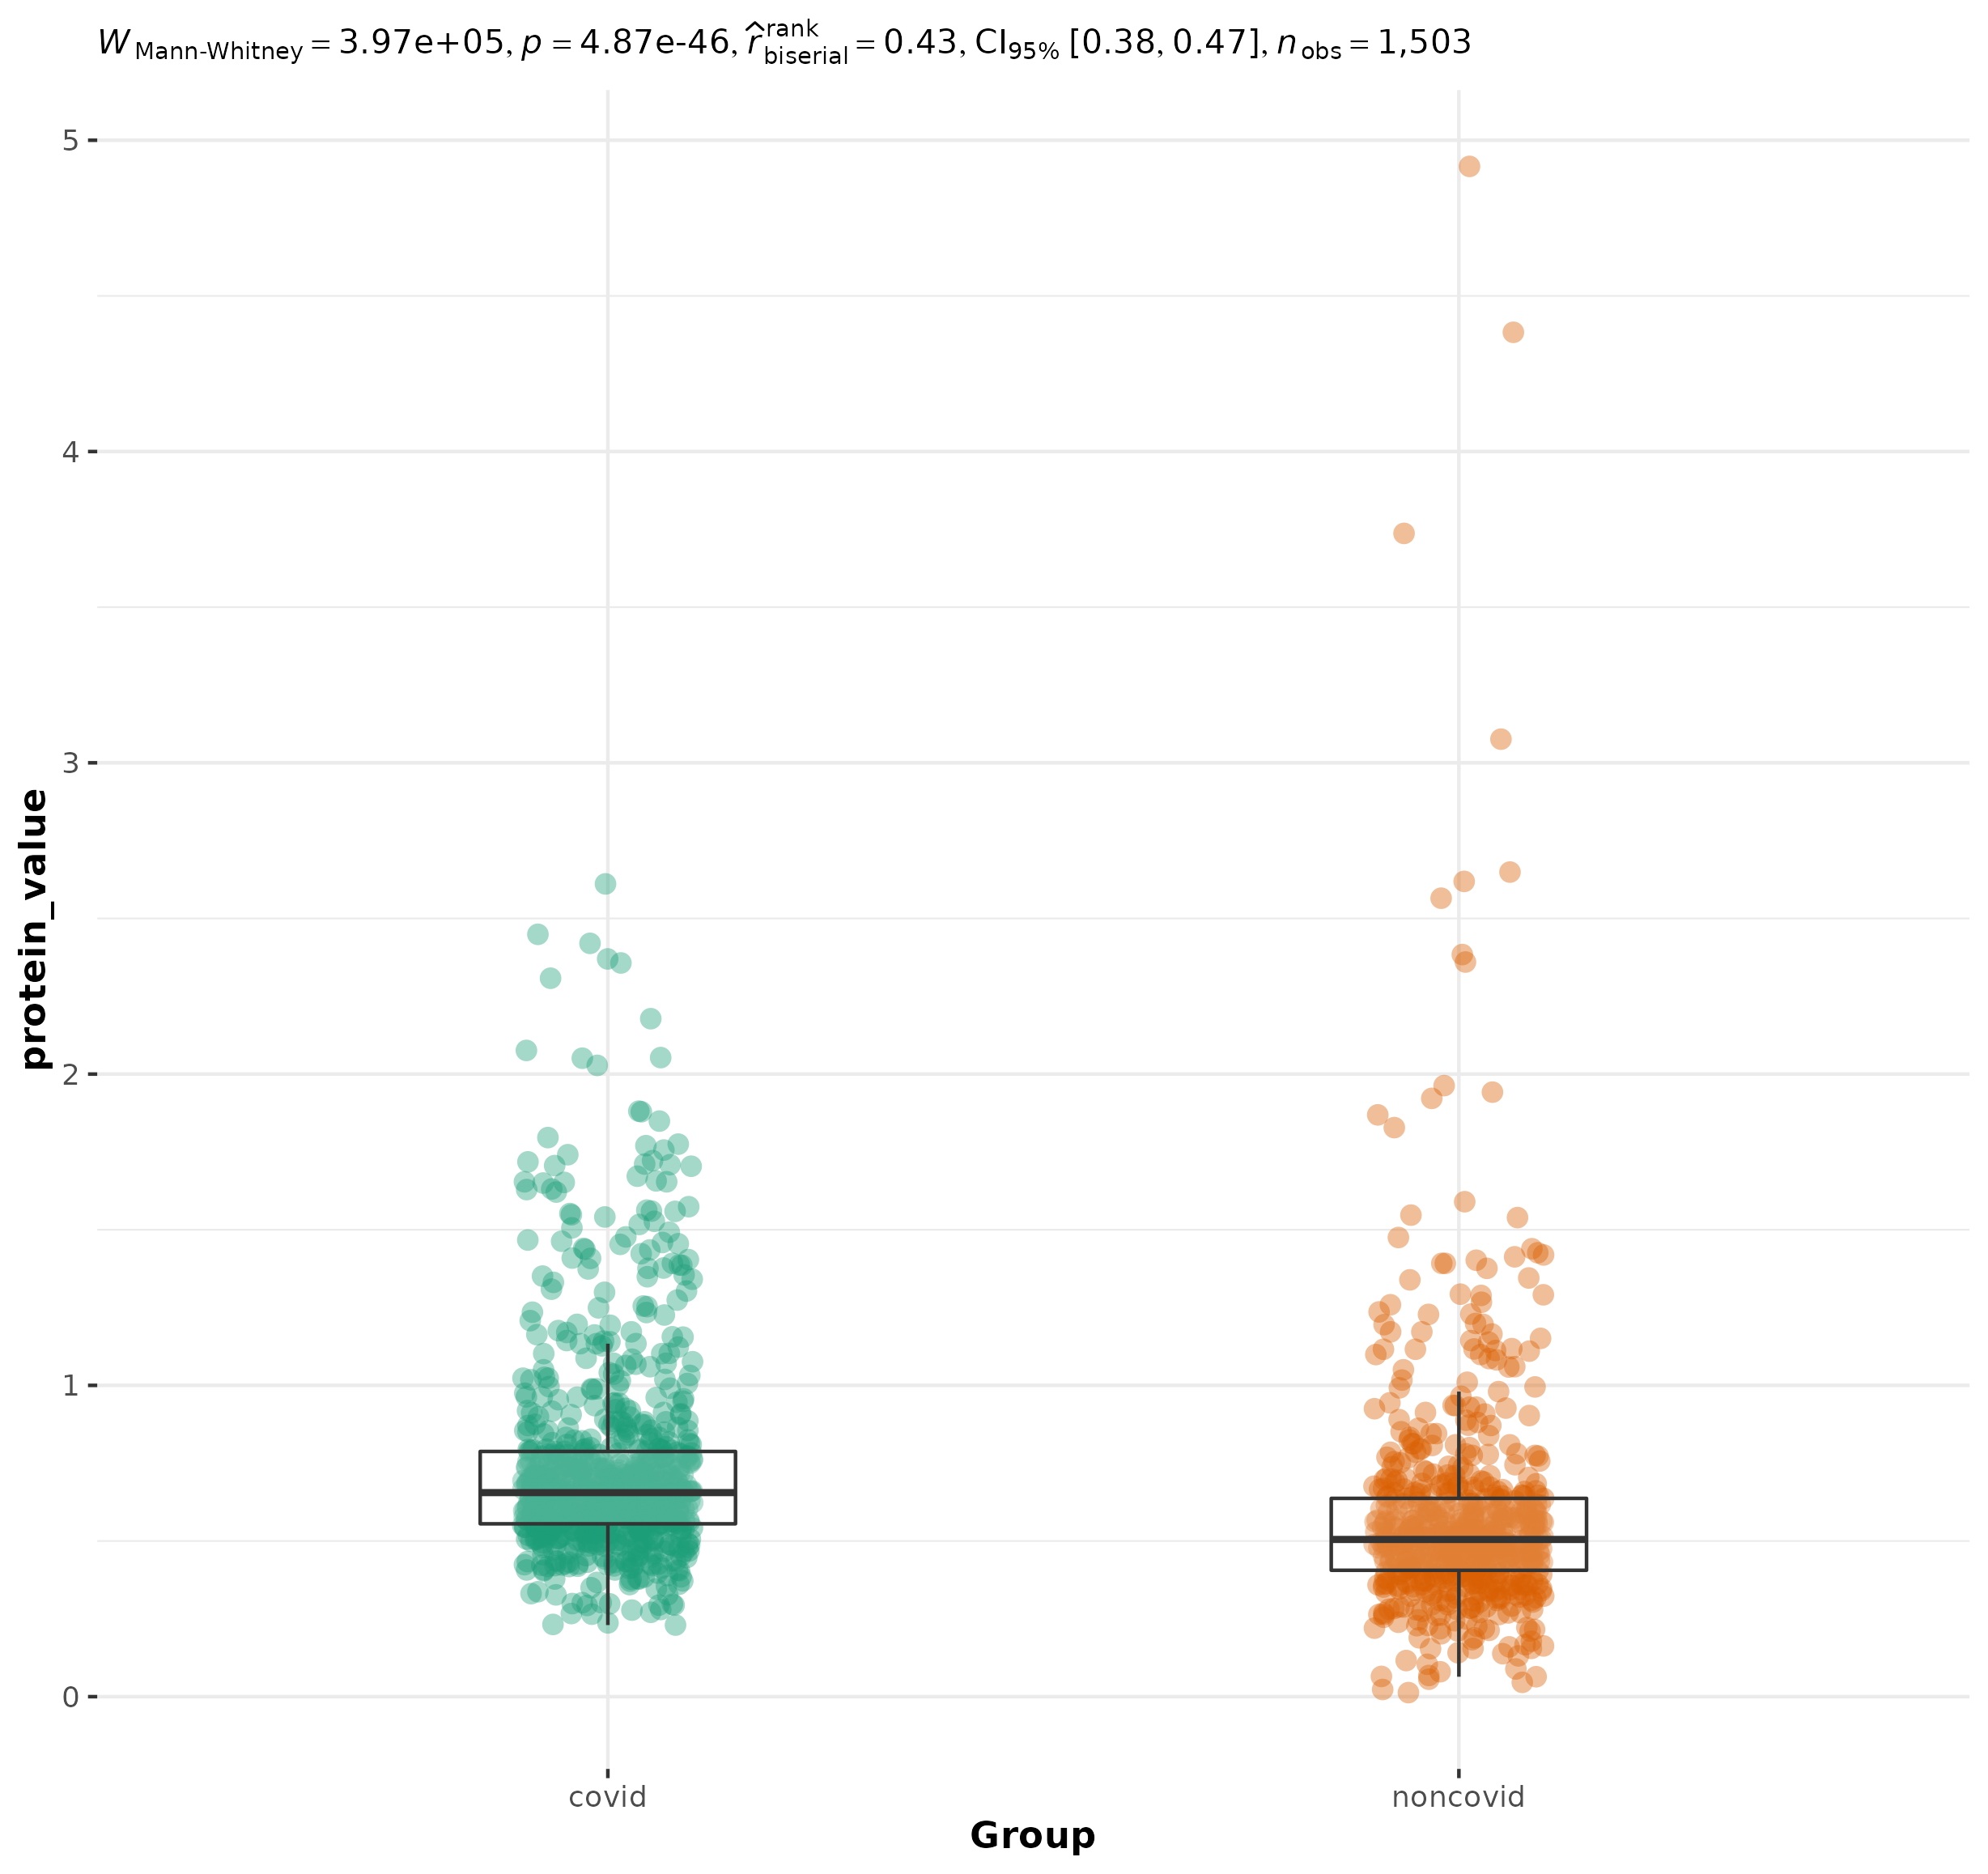 W Mann-Whitney = 3.97e+05, p = 4.87e-46, r̂ rank biserial = 0.43, CI95% [0.38, 0.47], n obs = 1,503
5
4
3
2
1
0
protein_value
covid noncovid
Group